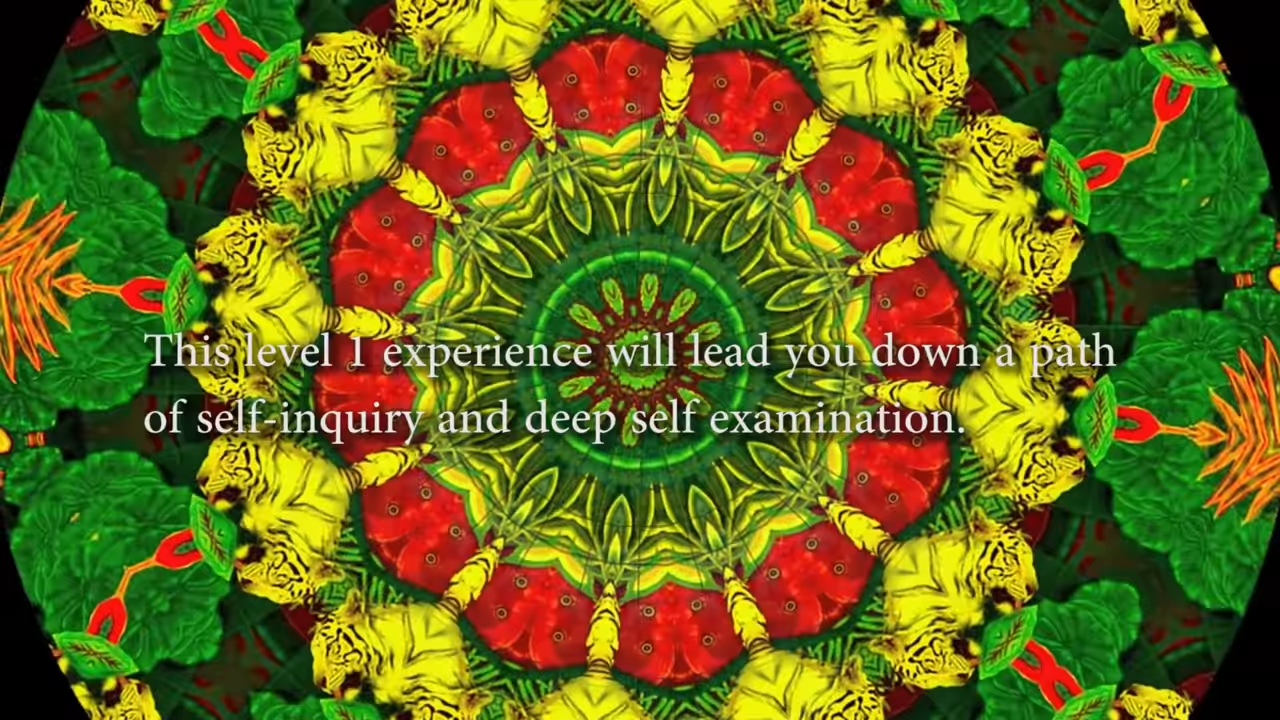 This level 1 experience will lead you down a path
of self-inquiry and deep self examination.